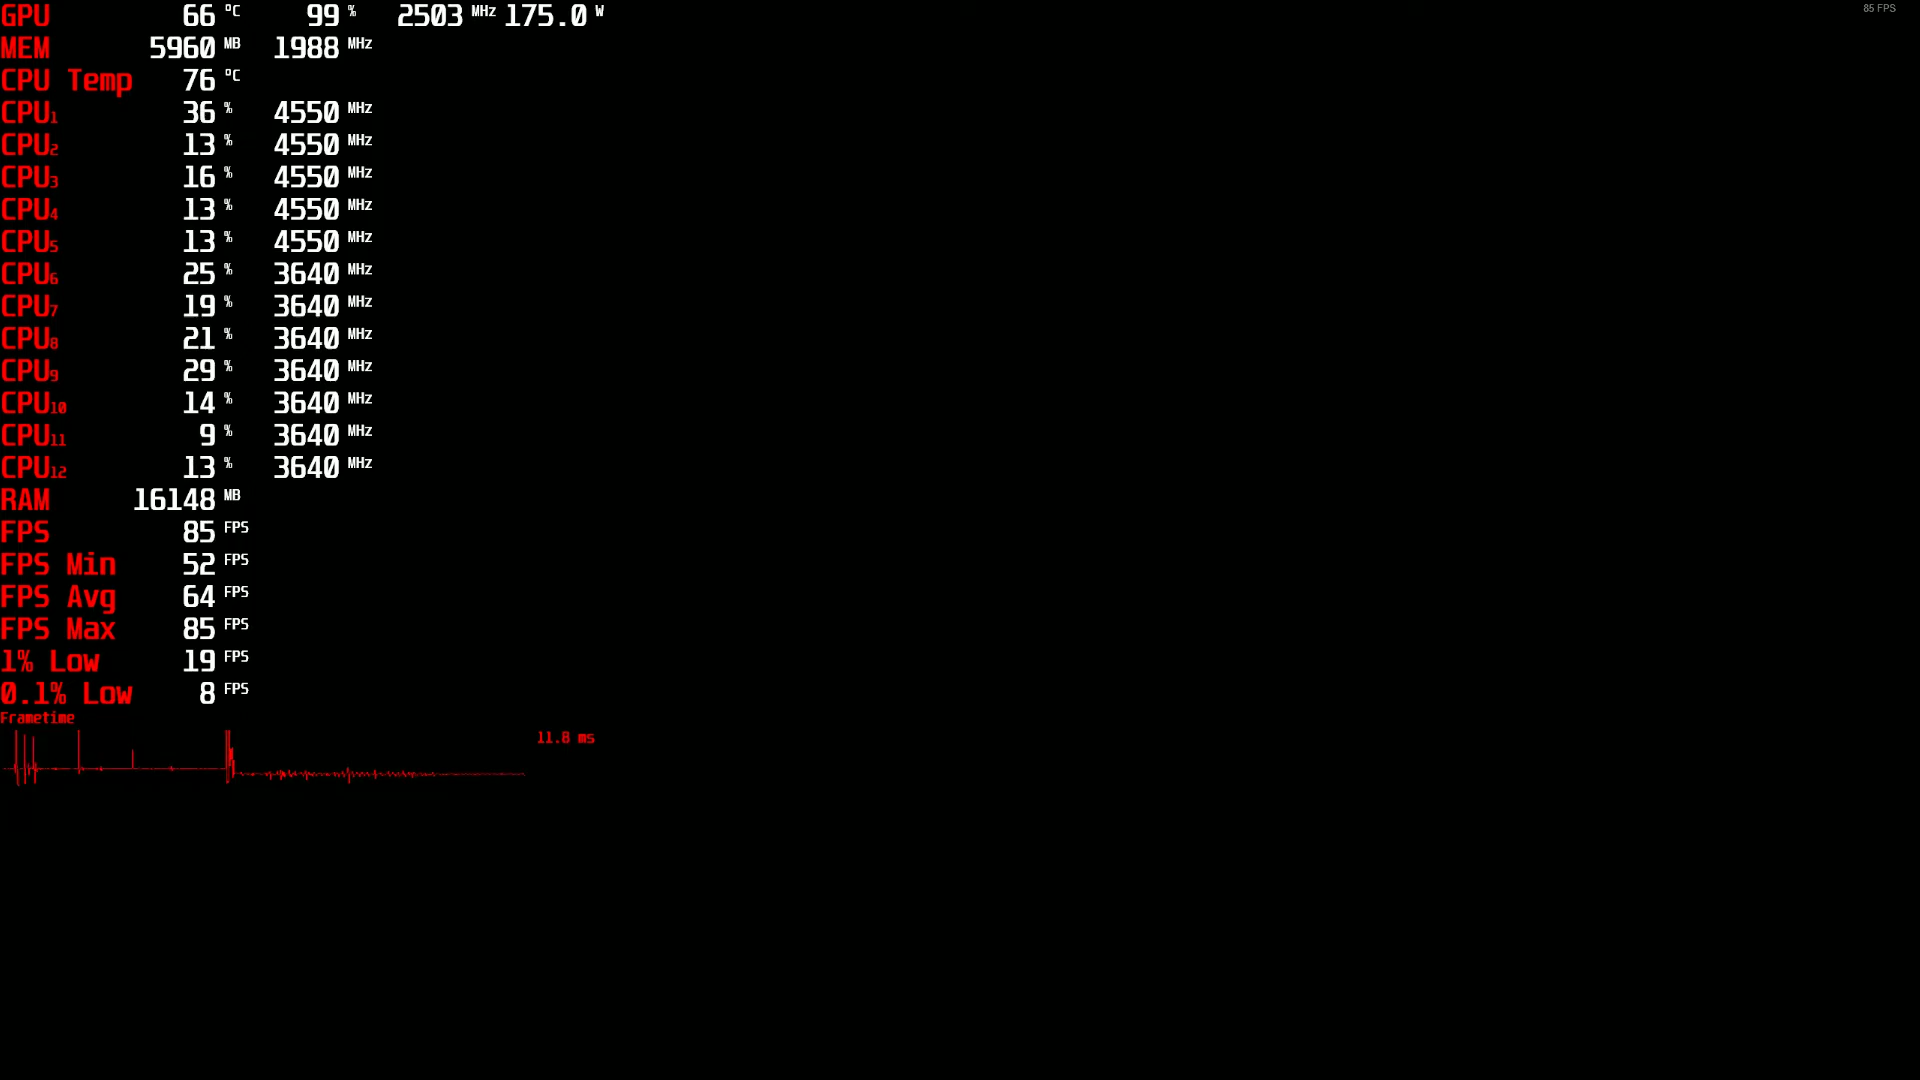 GPU 66 °C 99 % 2503 MHz 175.0 W
85 FPS
MEM 5960 MB 1988 MHz
CPU Temp 76 °C
CPU1 36 % 4550 MHz
CPU2 13 % 4550 MHz
CPU3 16 % 4550 MHz
CPU4 13 % 4550 MHz
CPU5 13 % 4550 MHz
CPU6 25 % 3640 MHz
CPU7 19 % 3640 MHz
CPU8 21 % 3640 MHz
CPU9 29 % 3640 MHz
CPU10 14 % 3640 MHz
CPU11 9 % 3640 MHz
CPU12 13 % 3640 MHz
RAM 16148 MB
FPS 85 FPS
FPS Min 52 FPS
FPS Avg 64 FPS
FPS Max 85 FPS
1% Low 19 FPS
0.1% Low 8 FPS
Frametime
11.8 ms